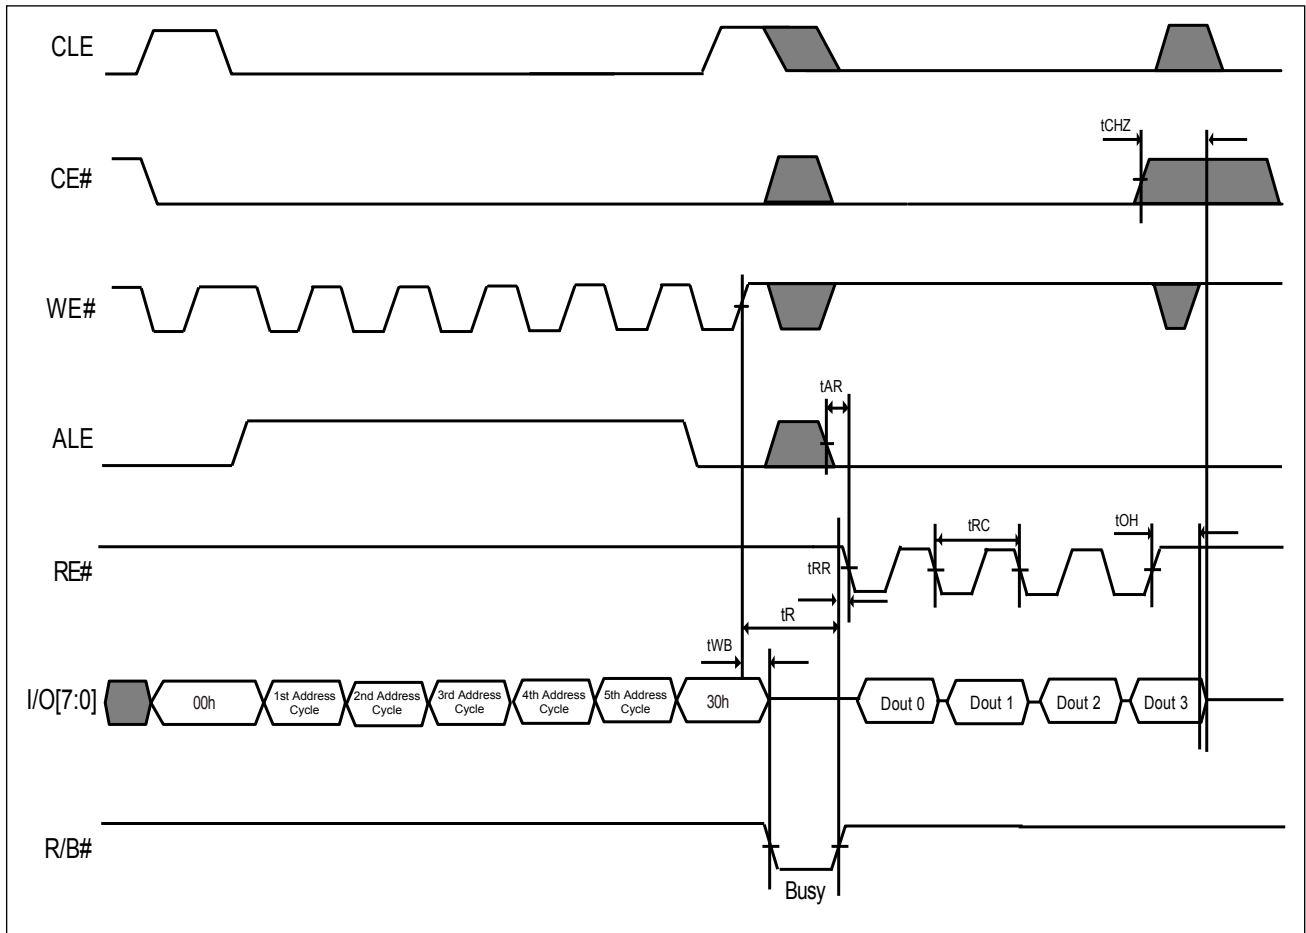 CLE
tCHZ
CE#
WE#
tAR
ALE
tRC
tOH
RE#
tRR
tR
tWB
I/O[7:0]
00h
1st Address
Cycle
2nd Address
Cycle
3rd Address
Cycle
4th Address
Cycle
5th Address
Cycle
30h
Dout 0
Dout 1
Dout 2
Dout 3
R/B#
Busy